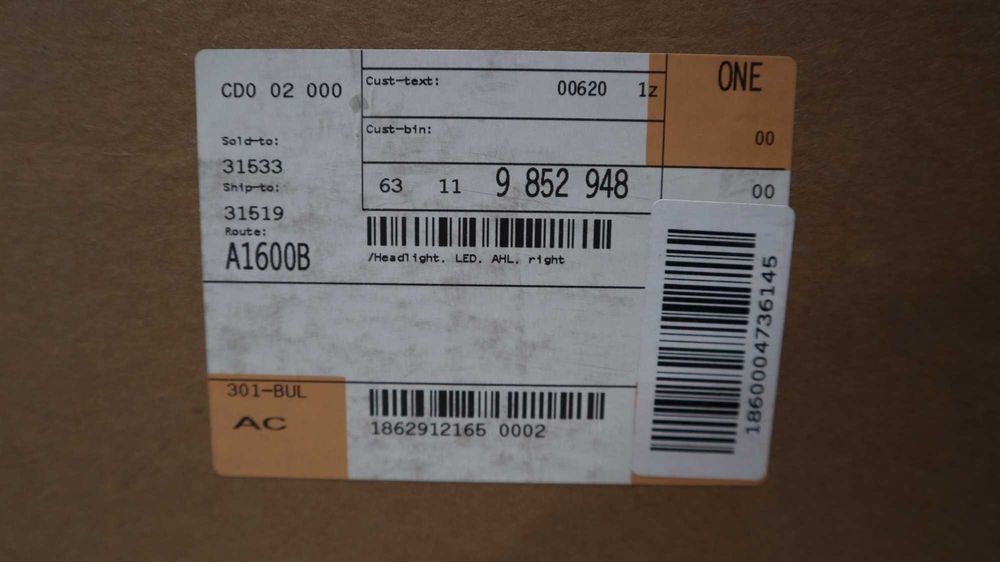 CD0 02 000
Cust-text:
00620 1z
ONE
Cust-bin:
00
Sold-to:
31533
Ship-to:
31519
63 11 9 852 948
00
Route:
A1600B
/Headlight. LED. AHL. right
301-BUL
AC
1862912165 0002
18600004736145